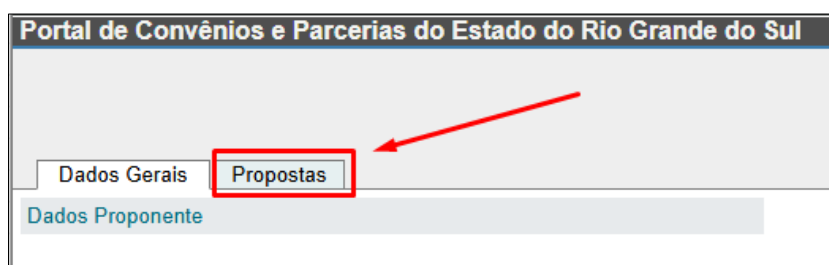 Portal de Convênios e Parcerias do Estado do Rio Grande do Sul
Dados Gerais Propostas
Dados Proponente